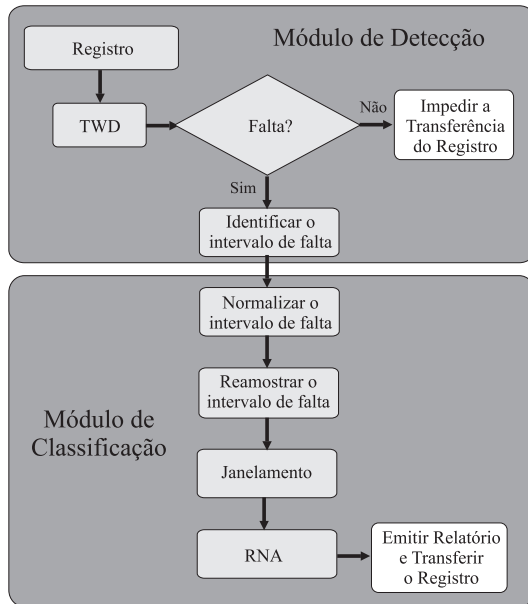 Módulo de Detecção
Registro
TWD
Falta?
Não
Impedir a
Transferência
do Registro
Sim
Identificar o
intervalo de falta
Normalizar o
intervalo de falta
Reamostrar o
intervalo de falta
Módulo de
Classificação
Janelamento
RNA
Emitir Relatório
e Transferir
o Registro